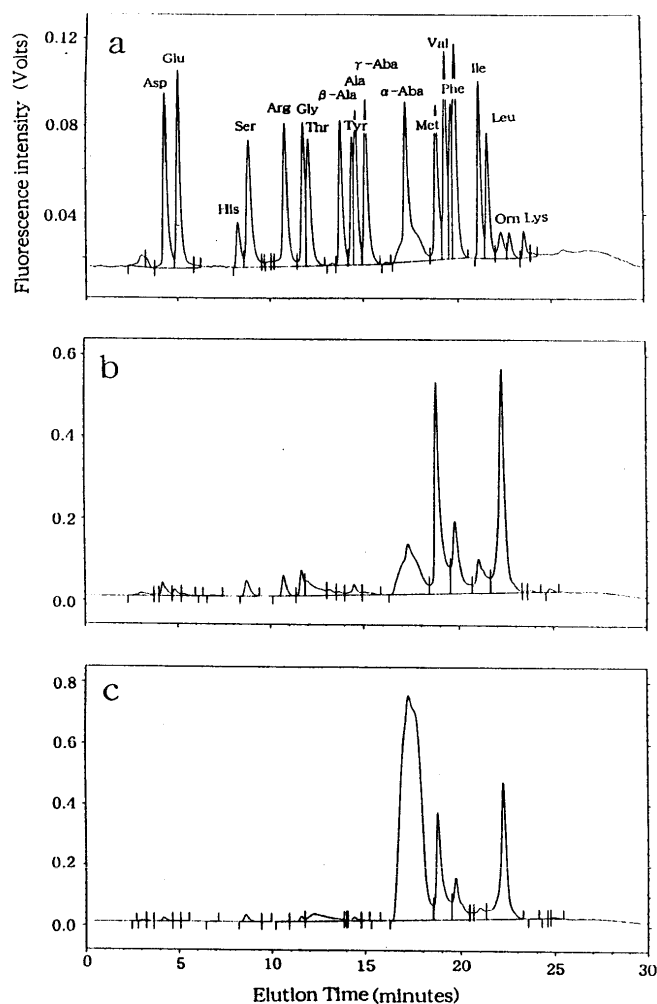 Fluorescence intensity (Volts)
0.12
0.08
0.04
a
Asp
Glu
His
Ser
Arg
Gly
Thr
β-Ala
Tyr
Ala
γ-Aba
α-Aba
Met
Val
Phe
Ile
Leu
Orn Lys
0.6
0.4
0.2
0.0
b
0.8
0.6
0.4
0.2
0.0
c
0 5 10 15 20 25 30
Elution Time (minutes)